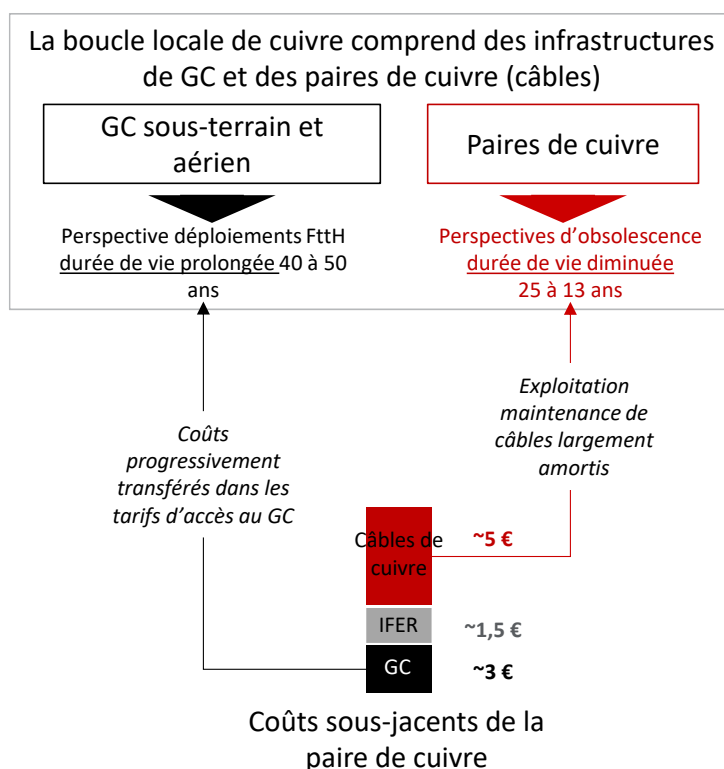 La boucle locale de cuivre comprend des infrastructures
de GC et des paires de cuivre (câbles)
GC sous-terrain et
aérien
Paires de cuivre
Perspective déploiements FttH
durée de vie prolongée 40 à 50
ans
Perspectives d’obsolescence
durée de vie diminuée
25 à 13 ans
Coûts
progressivement
transférés dans les
tarifs d’accès au GC
Exploitation
maintenance de
câbles largement
amortis
Câbles de
cuivre
~5 €
IFER
~1,5 €
GC
~3 €
Coûts sous-jacents de la
paire de cuivre